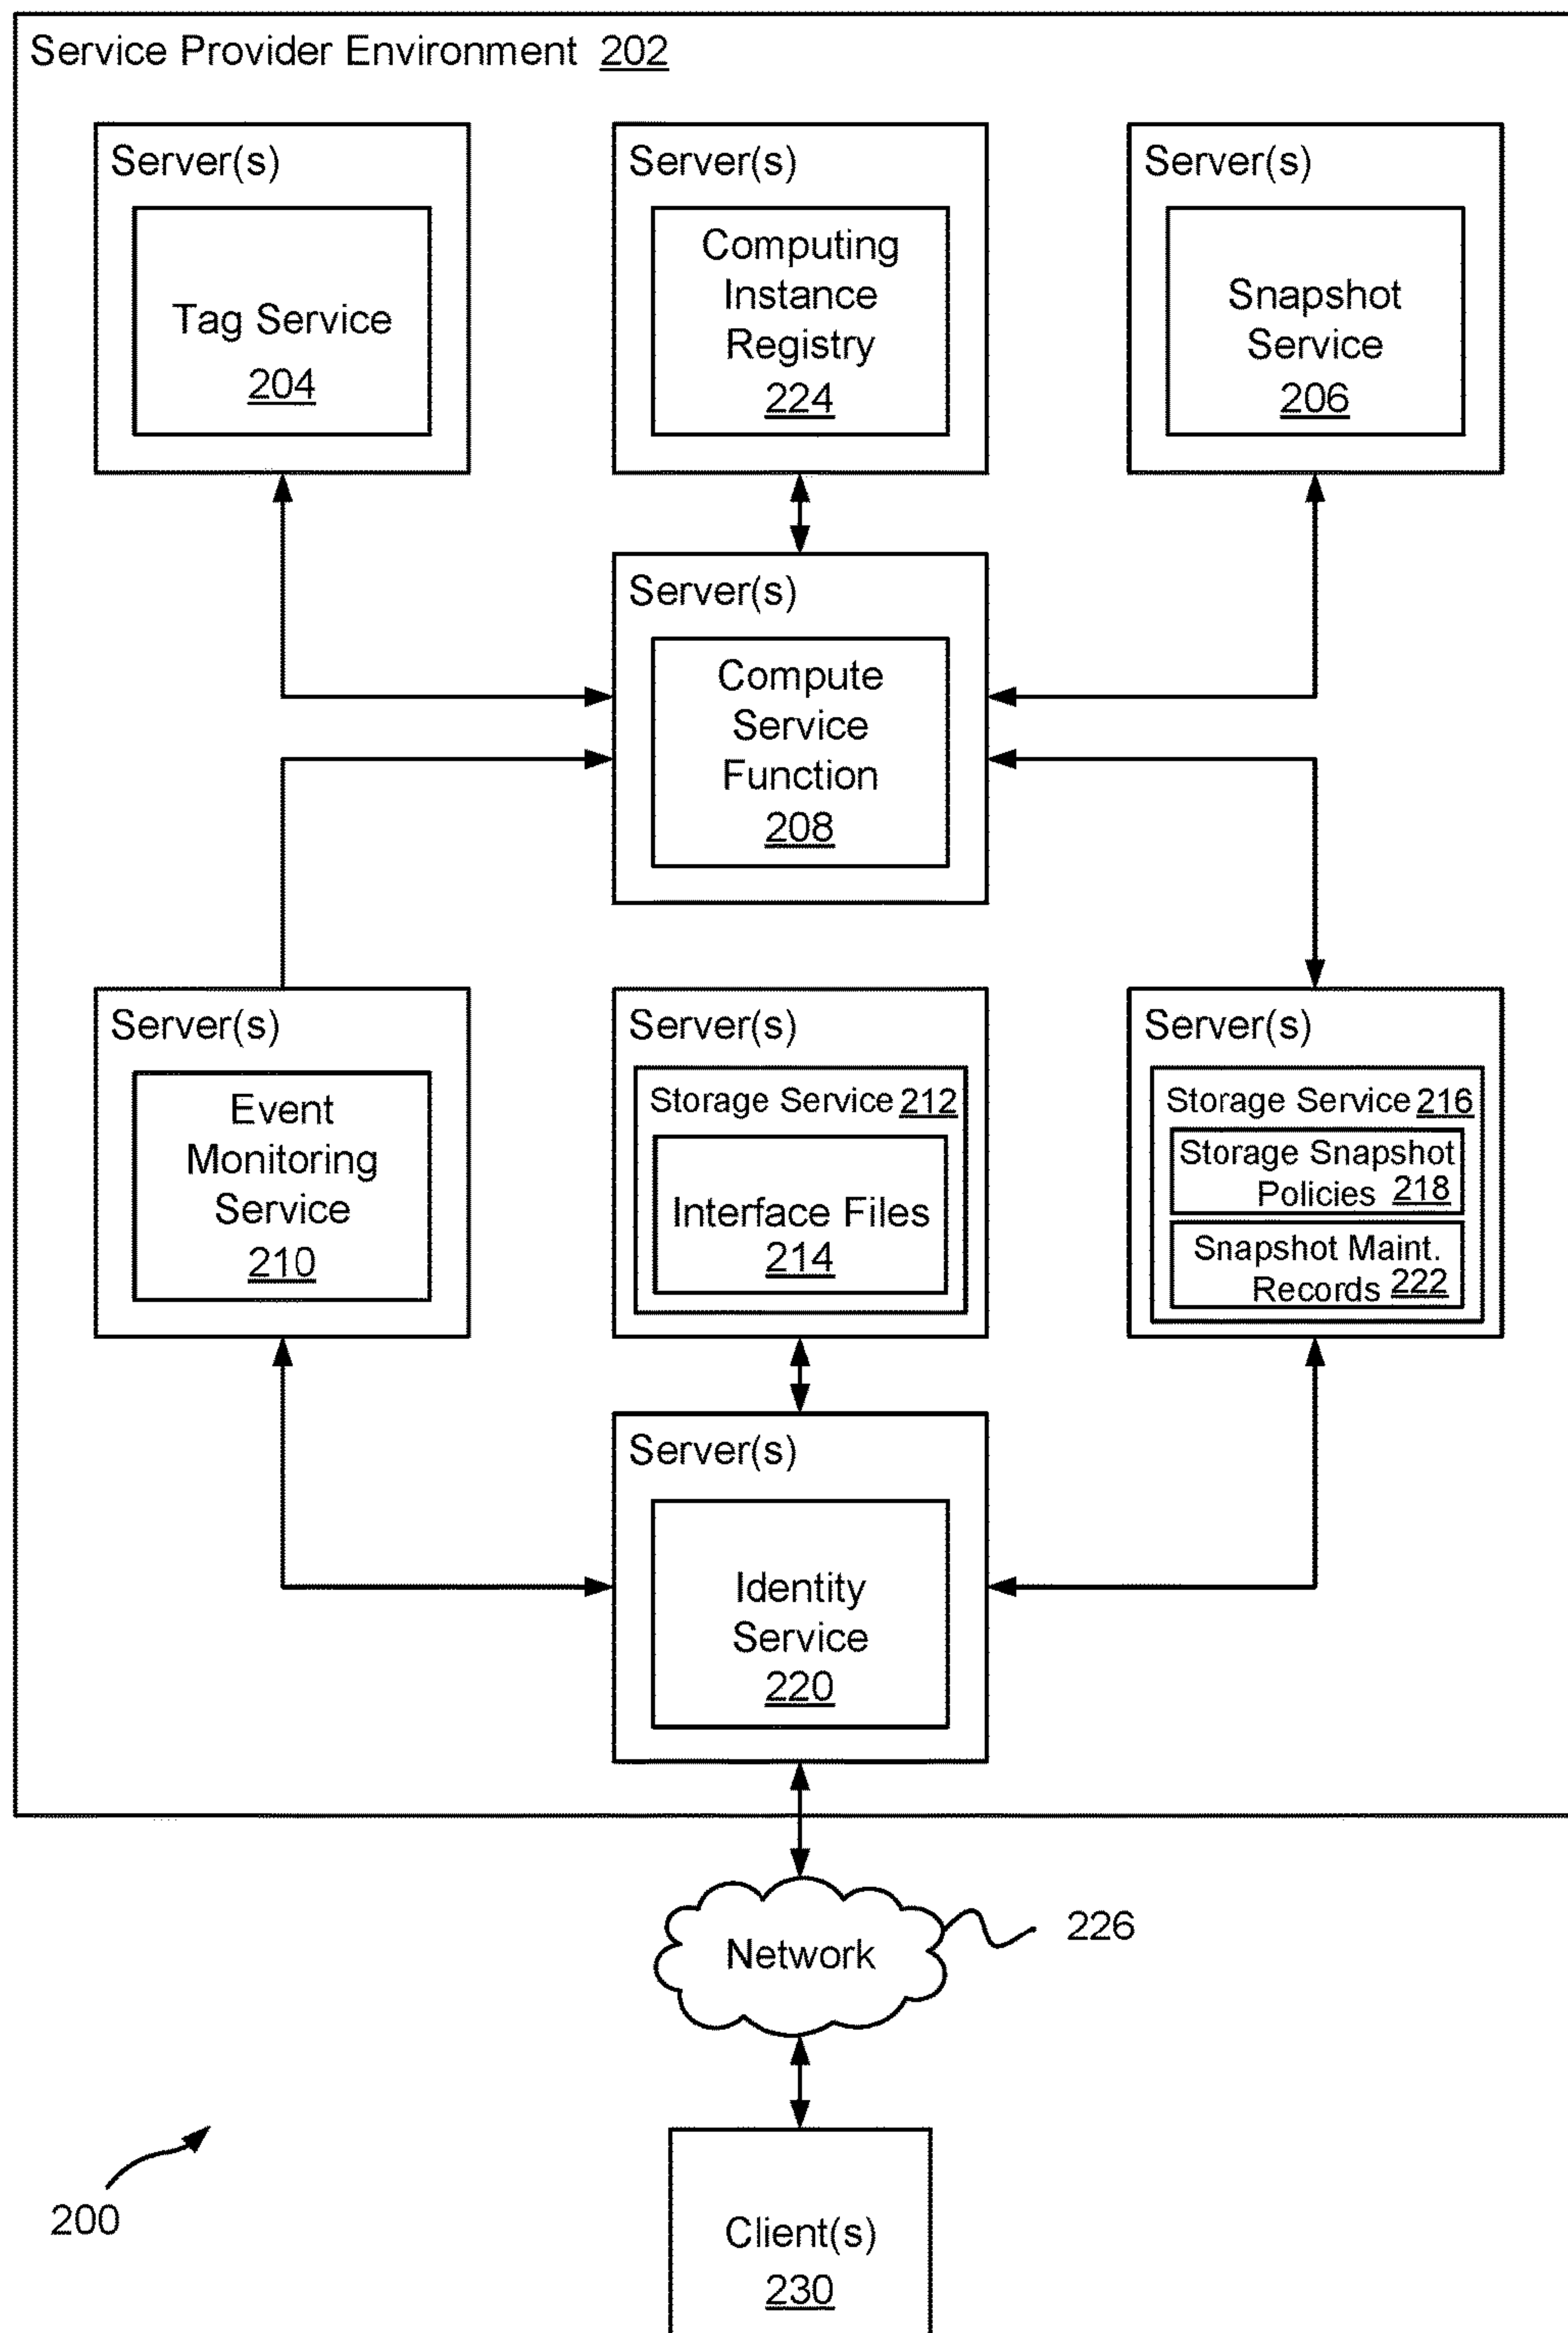 Service Provider Environment 202
Server(s)
Tag Service
204
Server(s)
Computing
Instance
Registry
224
Server(s)
Snapshot
Service
206
Server(s)
Compute
Service
Function
208
Server(s)
Event
Monitoring
Service
210
Server(s)
Storage Service 212
Interface Files
214
Server(s)
Storage Service 216
Storage Snapshot
Policies 218
Snapshot Maint.
Records 222
Server(s)
Identity
Service
220
Network
226
200
Client(s)
230